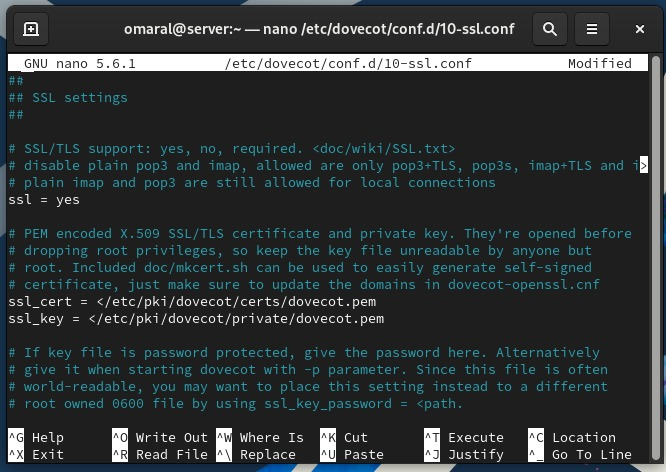 omaral@server:~ — nano /etc/dovecot/conf.d/10-ssl.conf
GNU nano 5.6.1 /etc/dovecot/conf.d/10-ssl.conf Modified
##
## SSL settings
##
# SSL/TLS support: yes, no, required. <doc/wiki/SSL.txt>
# disable plain pop3 and imap, allowed are only pop3+TLS, pop3s, imap+TLS and i>
# plain imap and pop3 are still allowed for local connections
ssl = yes
# PEM encoded X.509 SSL/TLS certificate and private key. They're opened before
# dropping root privileges, so keep the key file unreadable by anyone but
# root. Included doc/mkcert.sh can be used to easily generate self-signed
# certificate, just make sure to update the domains in dovecot-openssl.cnf
ssl_cert = </etc/pki/dovecot/certs/dovecot.pem
ssl_key = </etc/pki/dovecot/private/dovecot.pem
# If key file is password protected, give the password here. Alternatively
# give it when starting dovecot with -p parameter. Since this file is often
# world-readable, you may want to place this setting instead to a different
# root owned 0600 file by using ssl_key_password = <path.
^G Help ^O Write Out ^W Where Is ^K Cut ^T Execute ^C Location
^X Exit ^R Read File ^\ Replace ^U Paste ^J Justify ^_ Go To Line